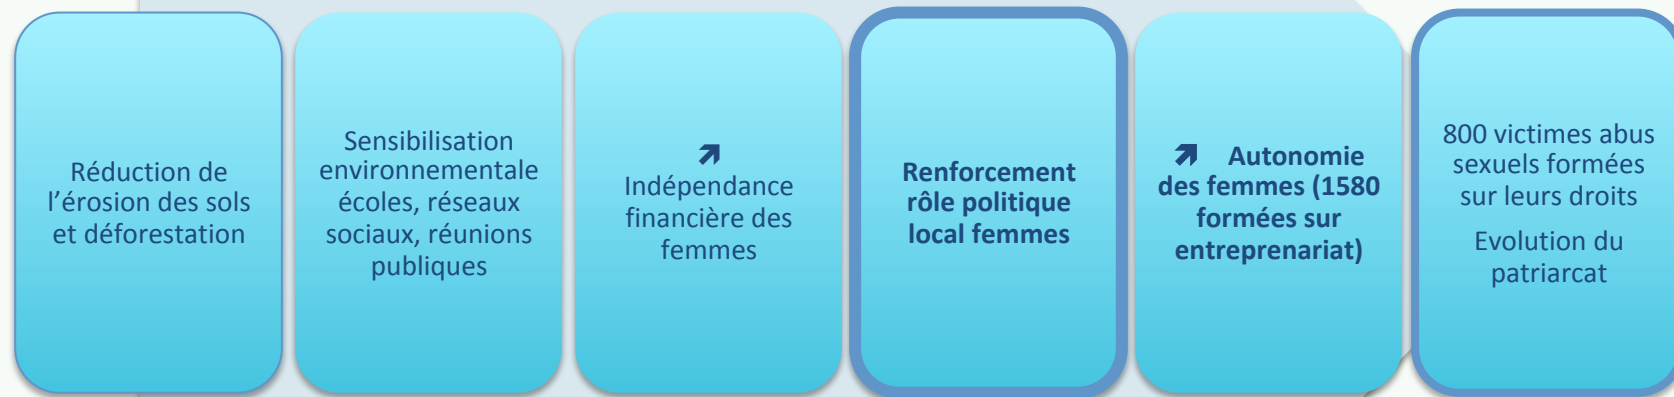 Réduction de
l'érosion des sols
et déforestation
Sensibilisation
environnementale
écoles, réseaux
sociaux, réunions
publiques
↗
Indépendance
financière des
femmes
Renforcement
rôle politique
local femmes
↗ Autonomie
des femmes (1580
formées sur
entreprenariat)
800 victimes abus
sexuels formées
sur leurs droits
Evolution du
patriarcat